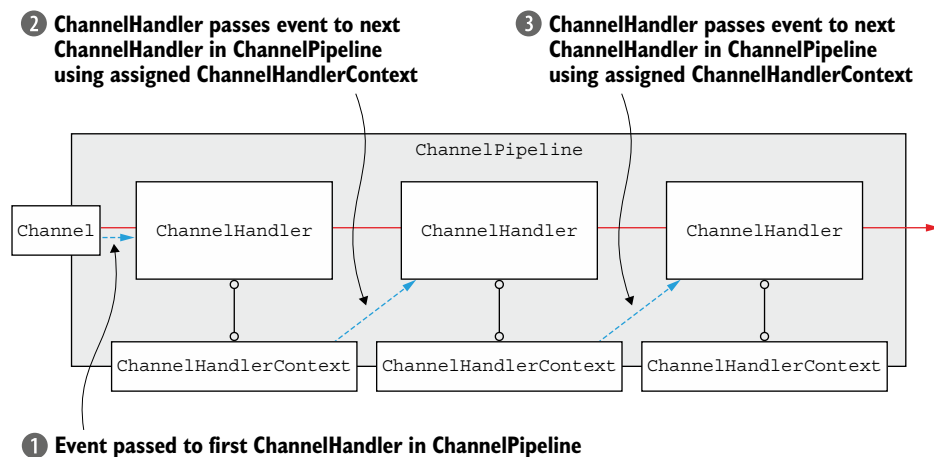 2 ChannelHandler passes event to next
ChannelHandler in ChannelPipeline
using assigned ChannelHandlerContext
3 ChannelHandler passes event to next
ChannelHandler in ChannelPipeline
using assigned ChannelHandlerContext
ChannelPipeline
Channel
ChannelHandler
ChannelHandler
ChannelHandler
ChannelHandlerContext
ChannelHandlerContext
ChannelHandlerContext
1 Event passed to first ChannelHandler in ChannelPipeline